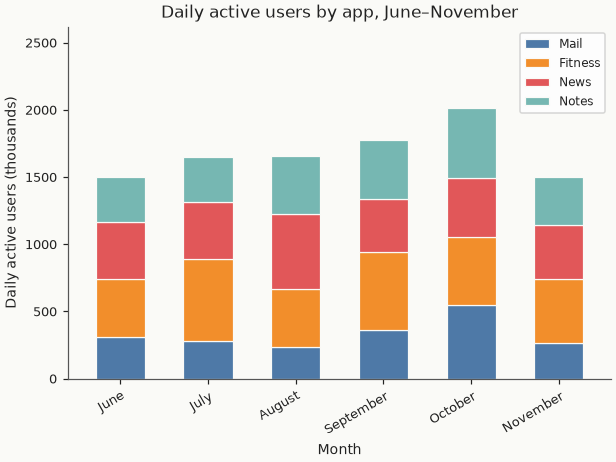 Daily active users by app, June–November
Daily active users (thousands)
2500
2000
1500
1000
500
0
Mail
Fitness
News
Notes
June
July
August
September
October
November
Month